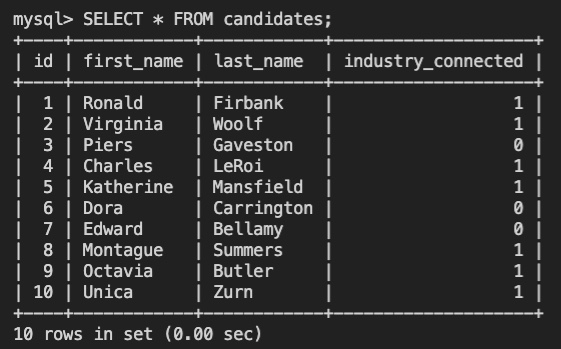 mysql> SELECT * FROM candidates;
+----+------------+------------+--------------------+
| id | first_name | last_name  | industry_connected |
+----+------------+------------+--------------------+
|  1 | Ronald     | Firbank    |                  1 |
|  2 | Virginia   | Woolf      |                  1 |
|  3 | Piers      | Gaveston   |                  0 |
|  4 | Charles    | LeRoi      |                  1 |
|  5 | Katherine  | Mansfield  |                  1 |
|  6 | Dora       | Carrington |                  0 |
|  7 | Edward     | Bellamy    |                  0 |
|  8 | Montague   | Summers    |                  1 |
|  9 | Octavia    | Butler     |                  1 |
| 10 | Unica      | Zurn       |                  1 |
+----+------------+------------+--------------------+
10 rows in set (0.00 sec)